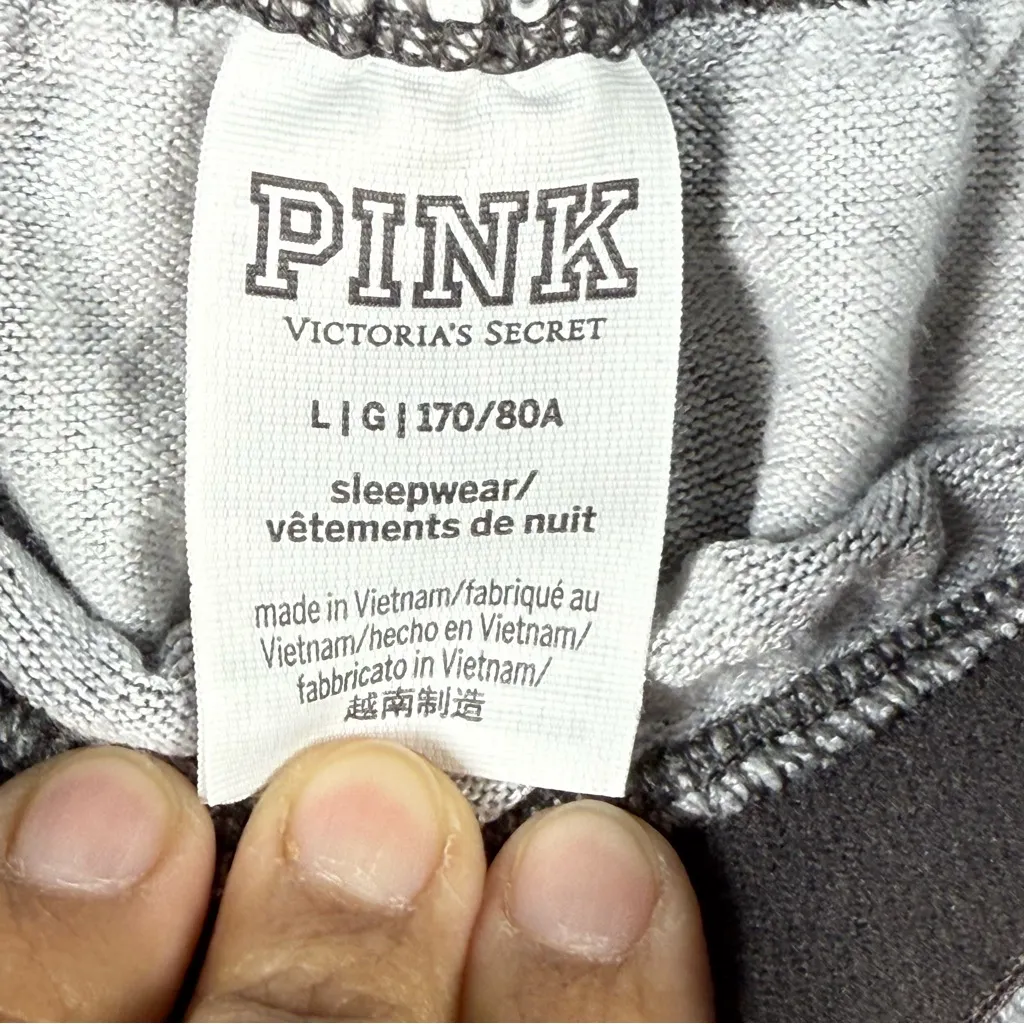 PINK
VICTORIA'S SECRET
L | G | 170/80A
sleepwear/
vêtements de nuit
made in Vietnam/fabriqué au
Vietnam/hecho en Vietnam/
fabbricato in Vietnam/
越南制造